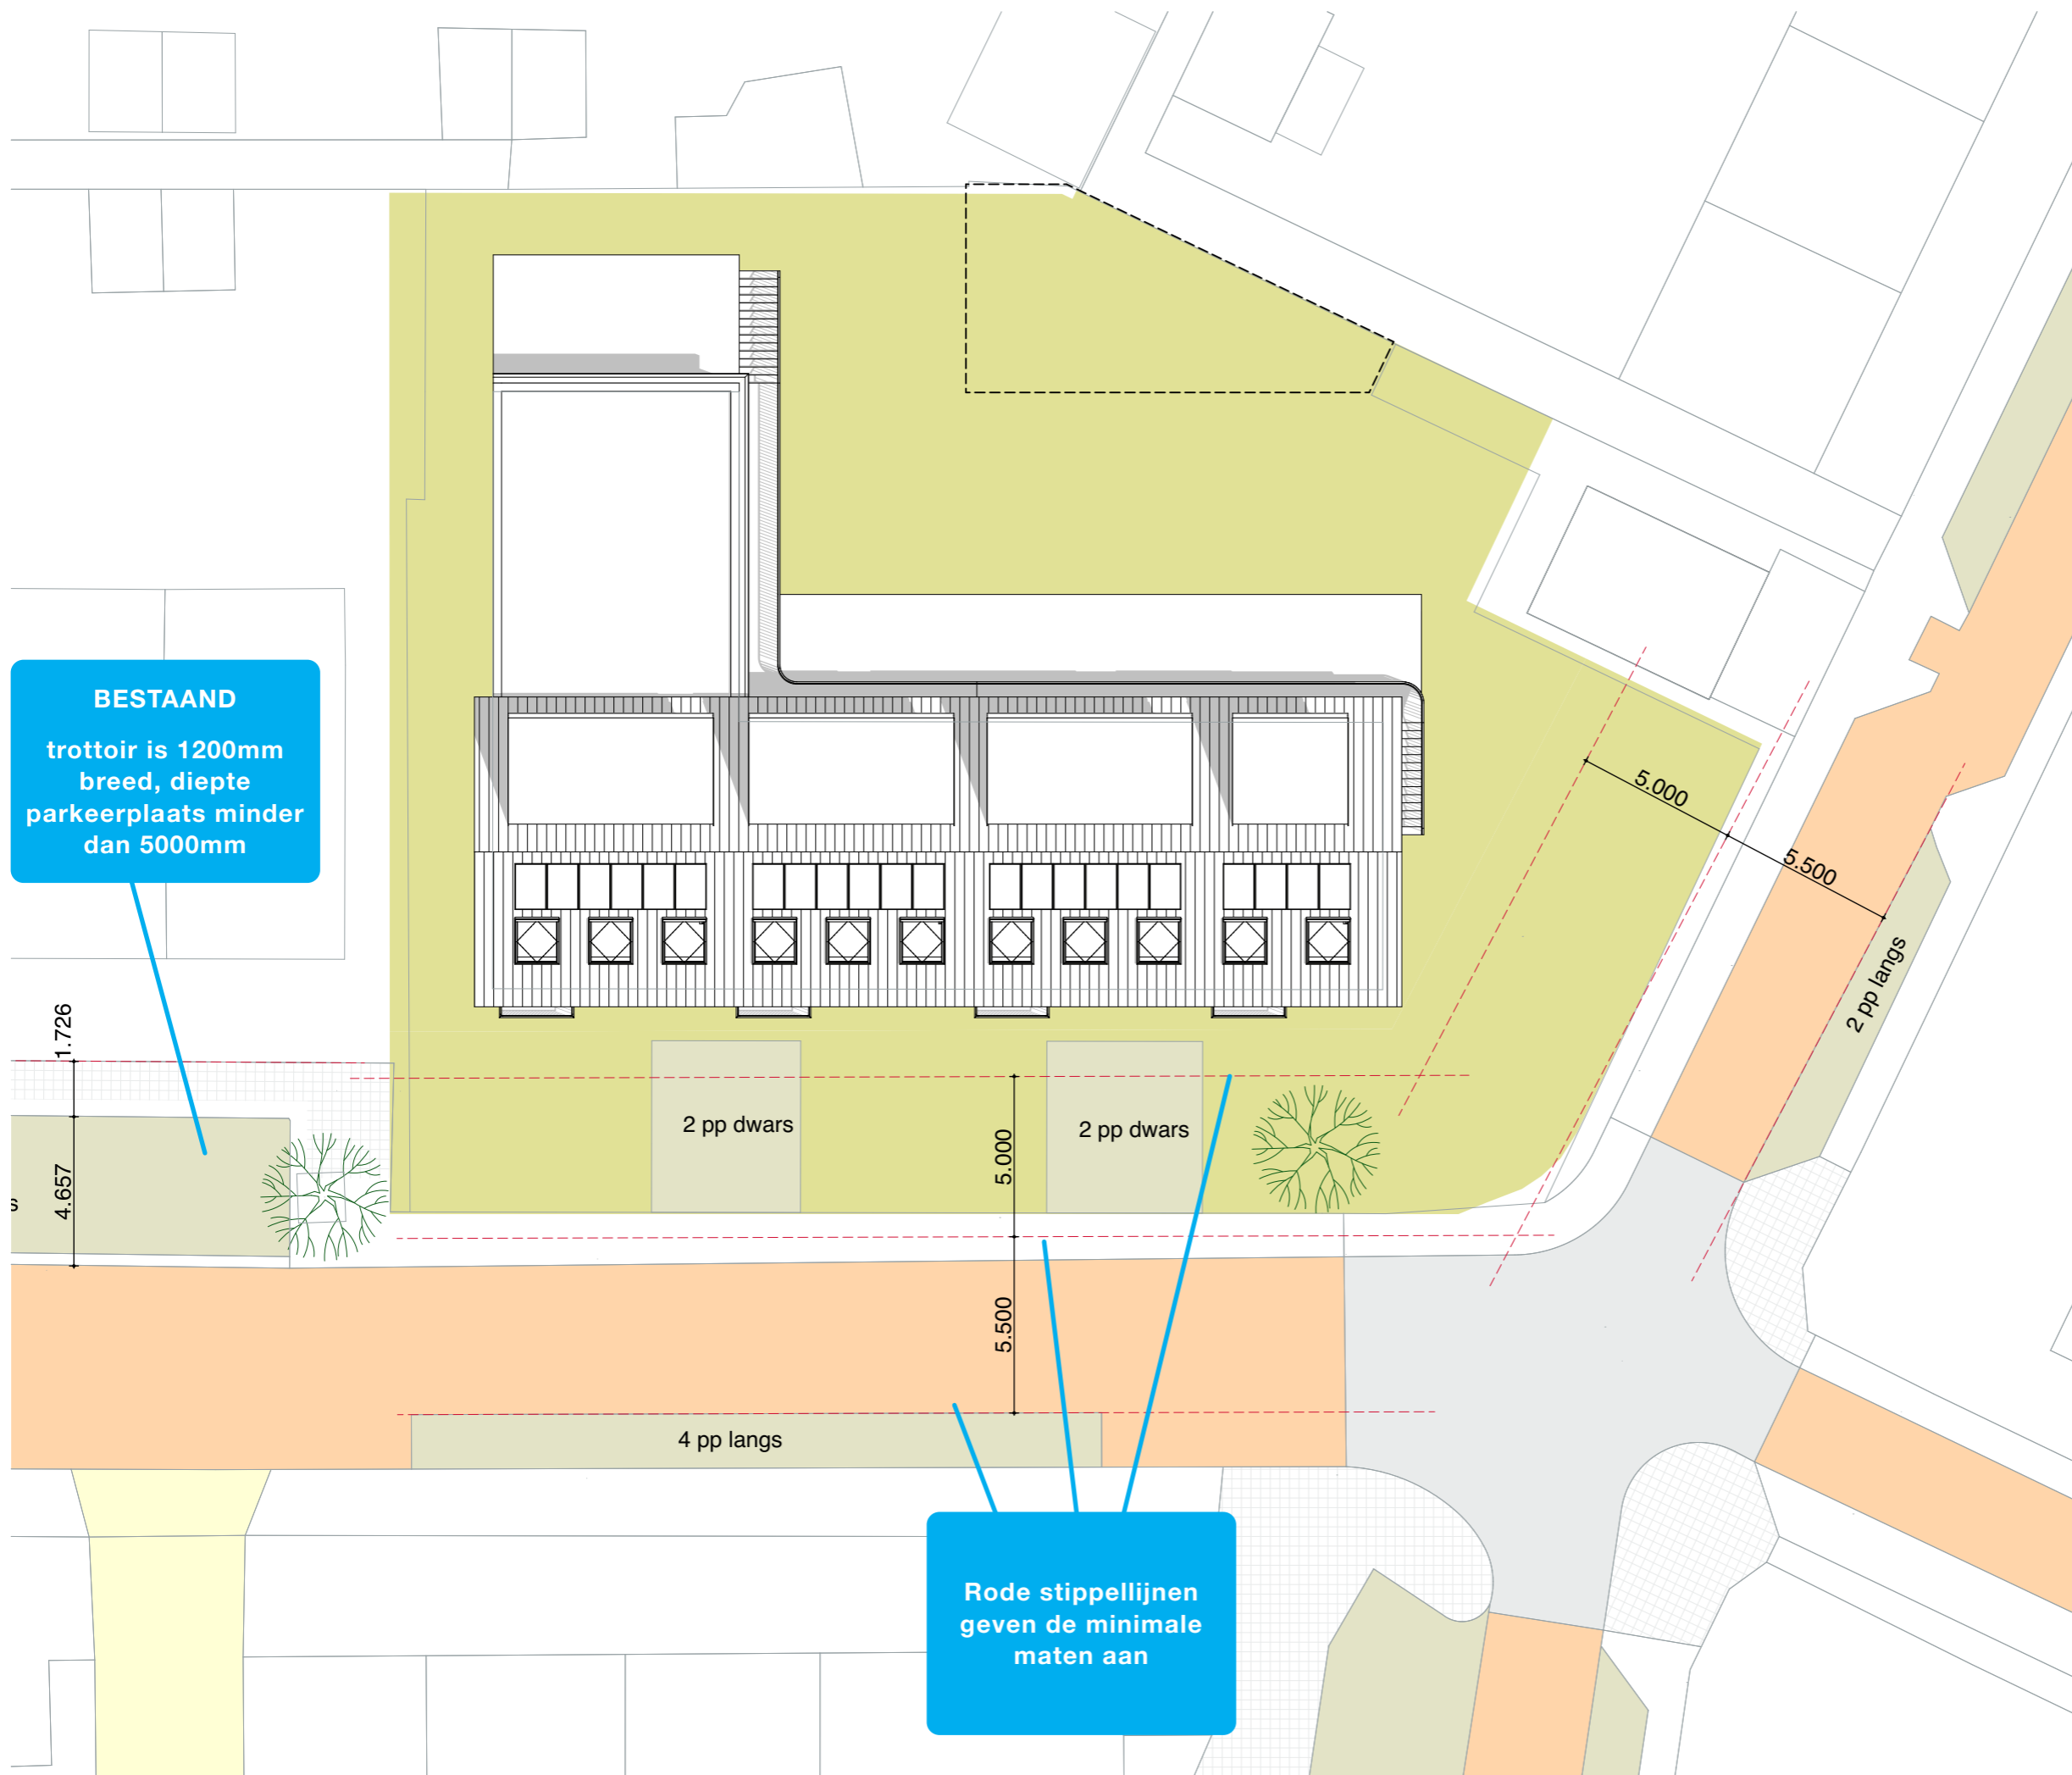 BESTAAND
trottoir is 1200mm
breed, diepte
parkeerplaats minder
dan 5000mm
5.000
5.500
2 pp langs
1.726
4.657
s
2 pp dwars
2 pp dwars
5.000
5.500
4 pp langs
Rode stippellijnen
geven de minimale
maten aan